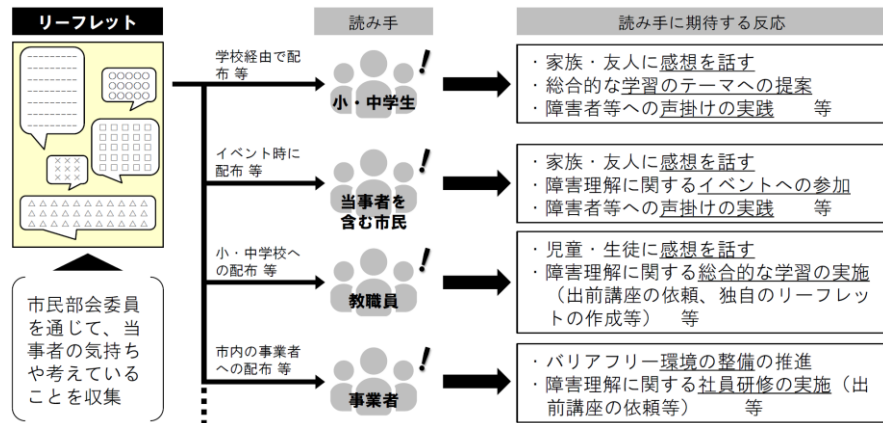 リーフレット
読み手
読み手に期待する反応
学校経由で配
布 等
!
小・中学生
・家族・友人に感想を話す
・総合的な学習のテーマへの提案
・障害者等への声掛けの実践 等
イベント時に
配布 等
!
当事者を
含む市民
・家族・友人に感想を話す
・障害理解に関するイベントへの参加
・障害者等への声掛けの実践 等
小・中学校へ
の配布 等
!
教職員
・児童・生徒に感想を話す
・障害理解に関する総合的な学習の実施
（出前講座の依頼、独自のリーフレッ
トの作成等） 等
市内の事業者
への配布 等
!
事業者
・バリアフリー環境の整備の推進
・障害理解に関する社員研修の実施（出
前講座の依頼等） 等
市民部会委員
を通じて、当
事者の気持ち
や考えている
ことを収集